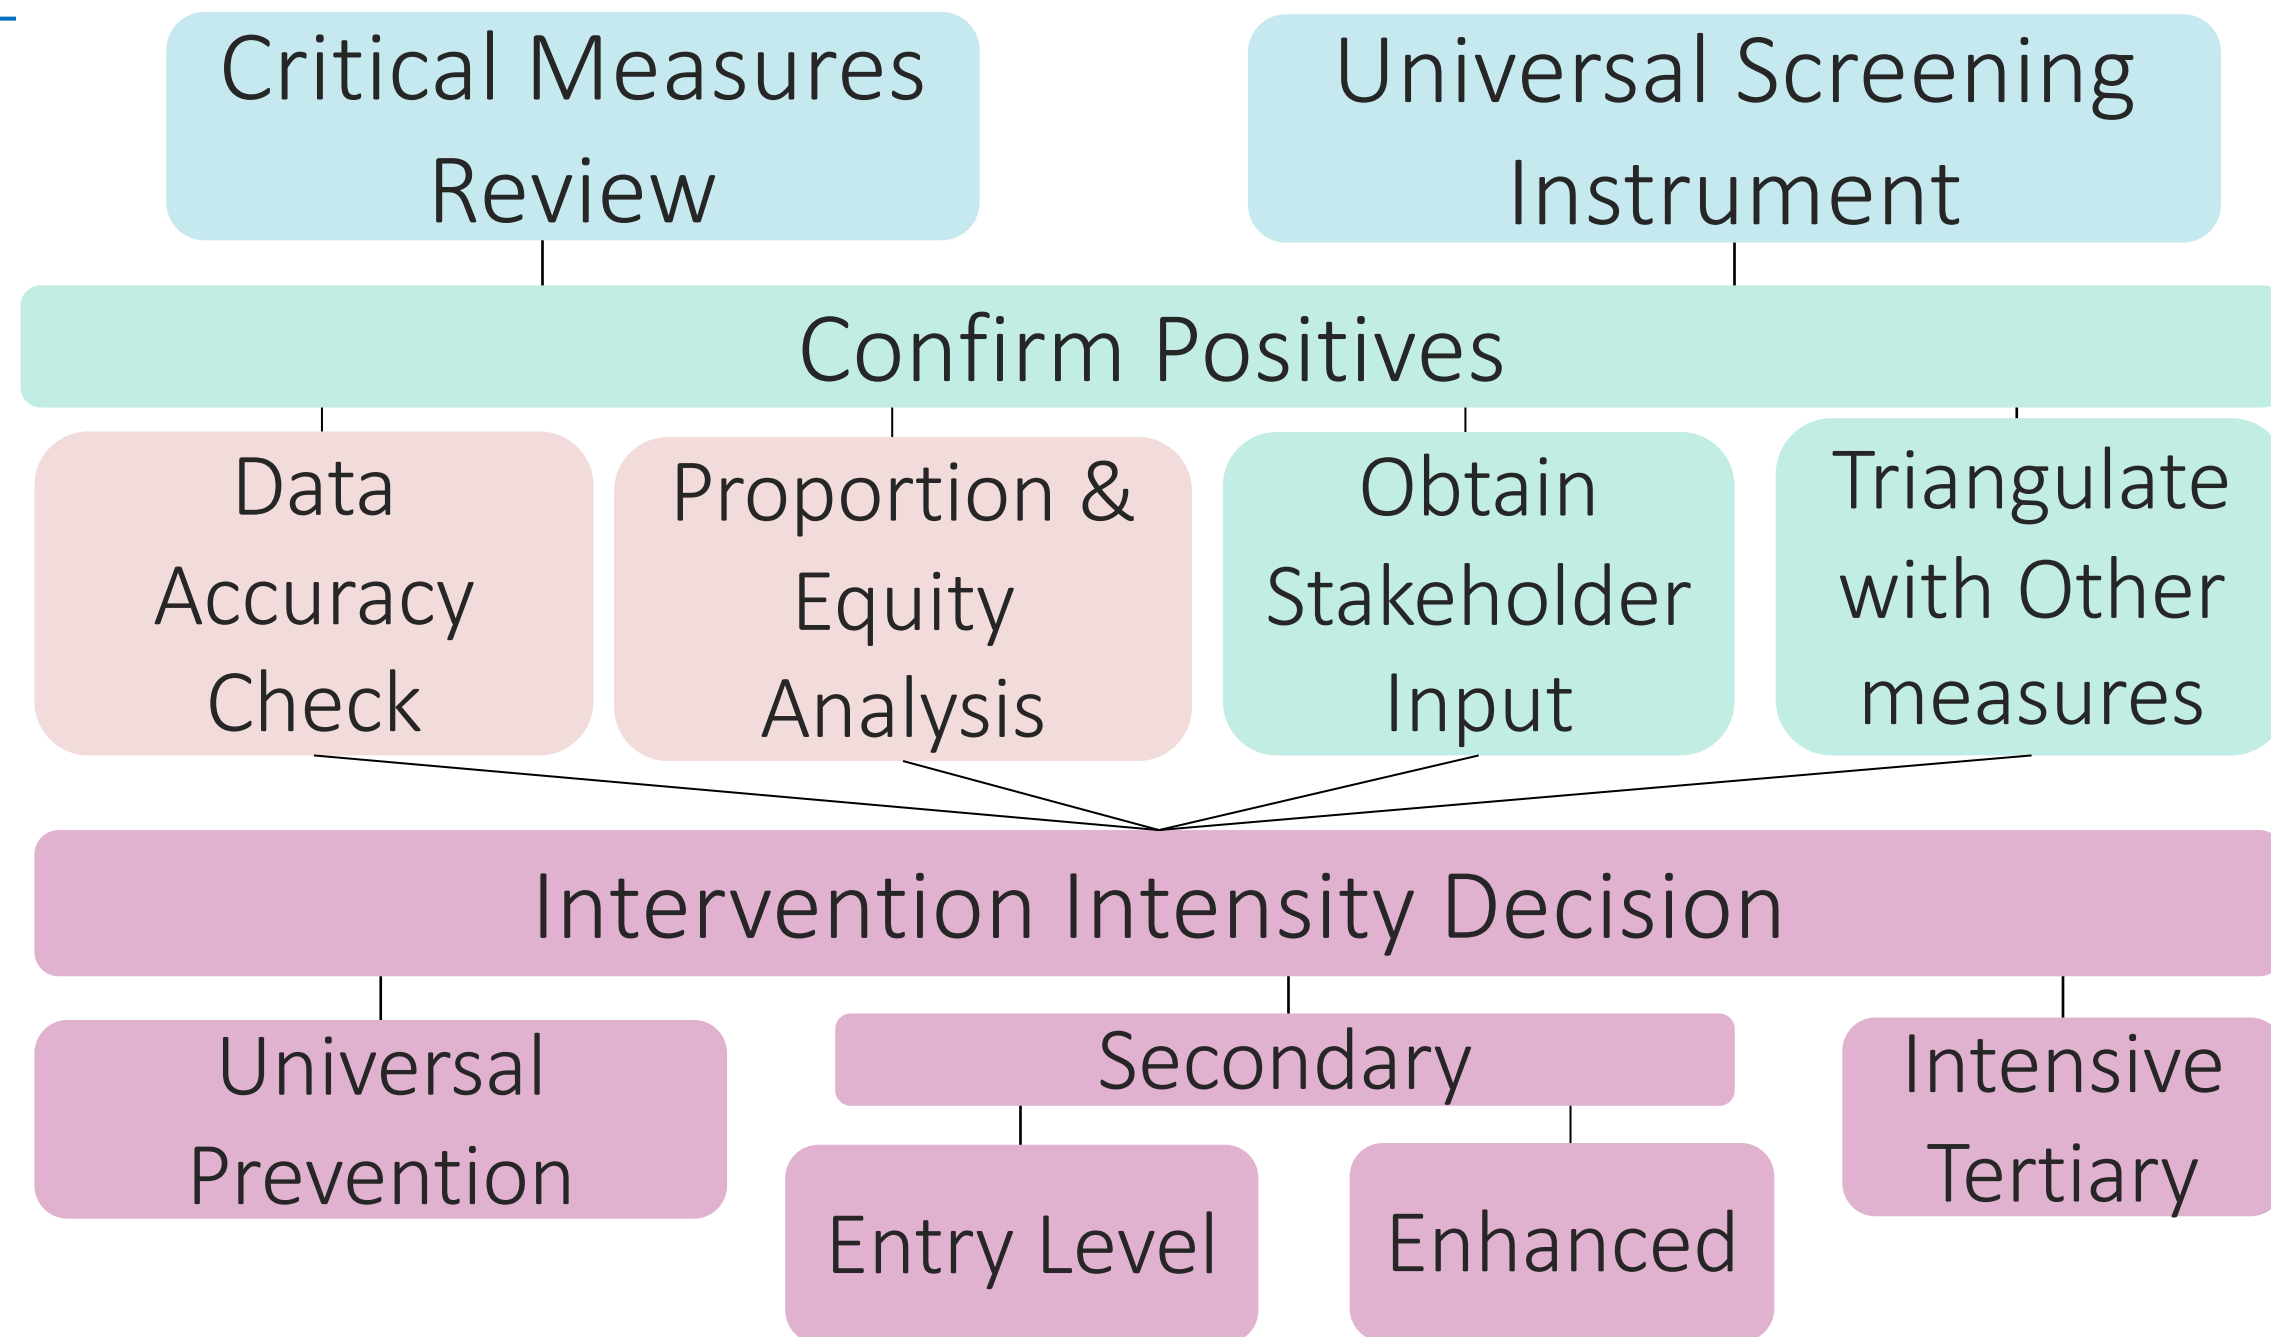 Critical Measures
Review
Universal Screening
Instrument
Confirm Positives
Data
Accuracy
Check
Proportion &
Equity
Analysis
Obtain
Stakeholder
Input
Triangulate
with Other
measures
Intervention Intensity Decision
Universal
Prevention
Secondary
Entry Level
Enhanced
Intensive
Tertiary